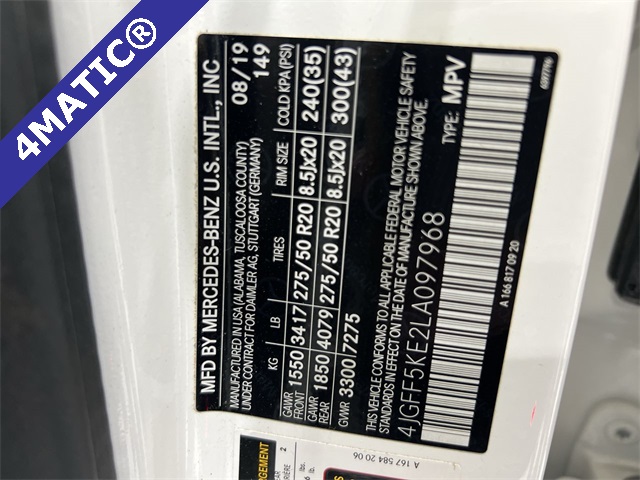 4MATIC®
MFD BY MERCEDES-BENZ U.S. INTL., INC
MANUFACTURED IN USA (ALABAMA, TUSCALOOSA COUNTY)
UNDER CONTRACT FOR DAIMLER AG, STUTTGART (GERMANY)
08/19
149
KG LB TIRES RIM SIZE COLD KPA (PSI)
GAWR FRONT 1550 3417 275/50 R20 8.5Jx20 240(35)
GAWR REAR 1850 4079 275/50 R20 8.5Jx20 300(43)
GVWR 3300 7275
THIS VEHICLE CONFORMS TO ALL APPLICABLE FEDERAL MOTOR VEHICLE SAFETY
STANDARDS IN EFFECT ON THE DATE OF MANUFACTURE SHOWN ABOVE.
4JGFF5KE2LA097968 TYPE: MPV
A 166 817 09 20
A 167 584 20 06
2
lbs.
lb.